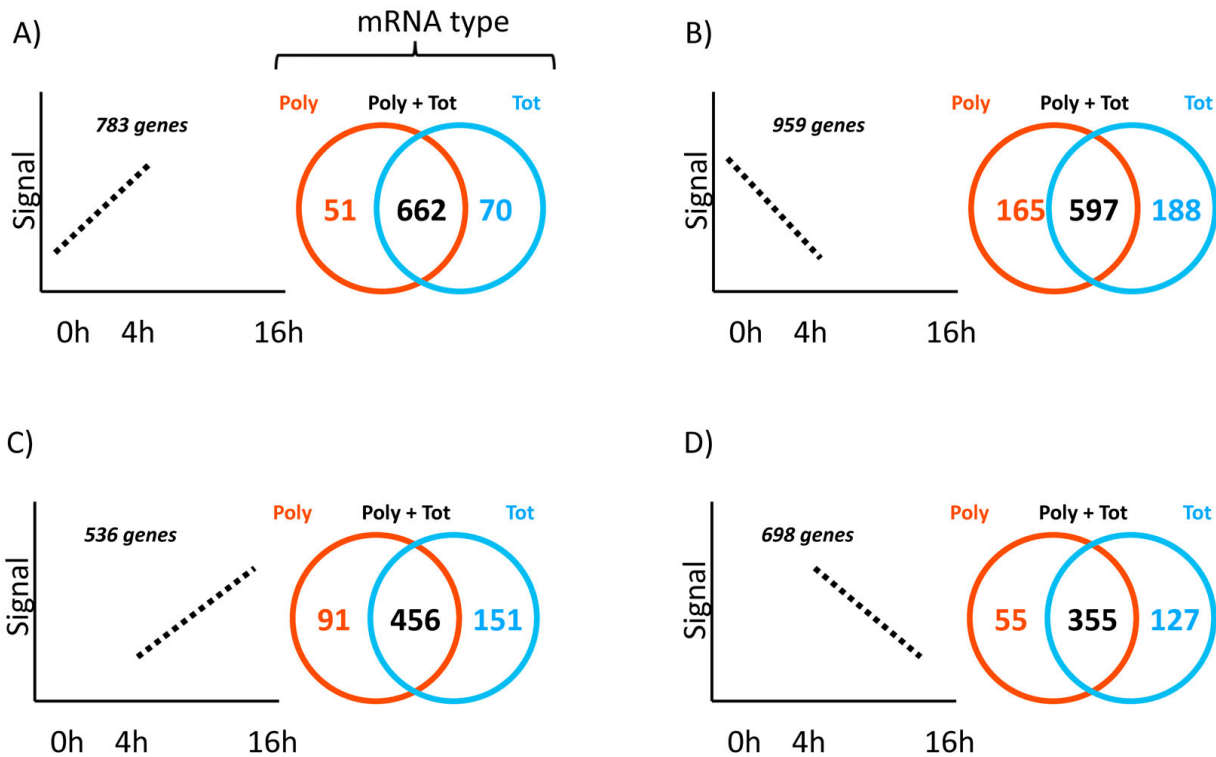 A)
mRNA type
Poly Poly + Tot Tot
783 genes
Signal
51 662 70
0h 4h 16h
B)
Poly Poly + Tot Tot
959 genes
Signal
165 597 188
0h 4h 16h
C)
Poly Poly + Tot Tot
536 genes
Signal
91 456 151
0h 4h 16h
D)
Poly Poly + Tot Tot
698 genes
Signal
55 355 127
0h 4h 16h